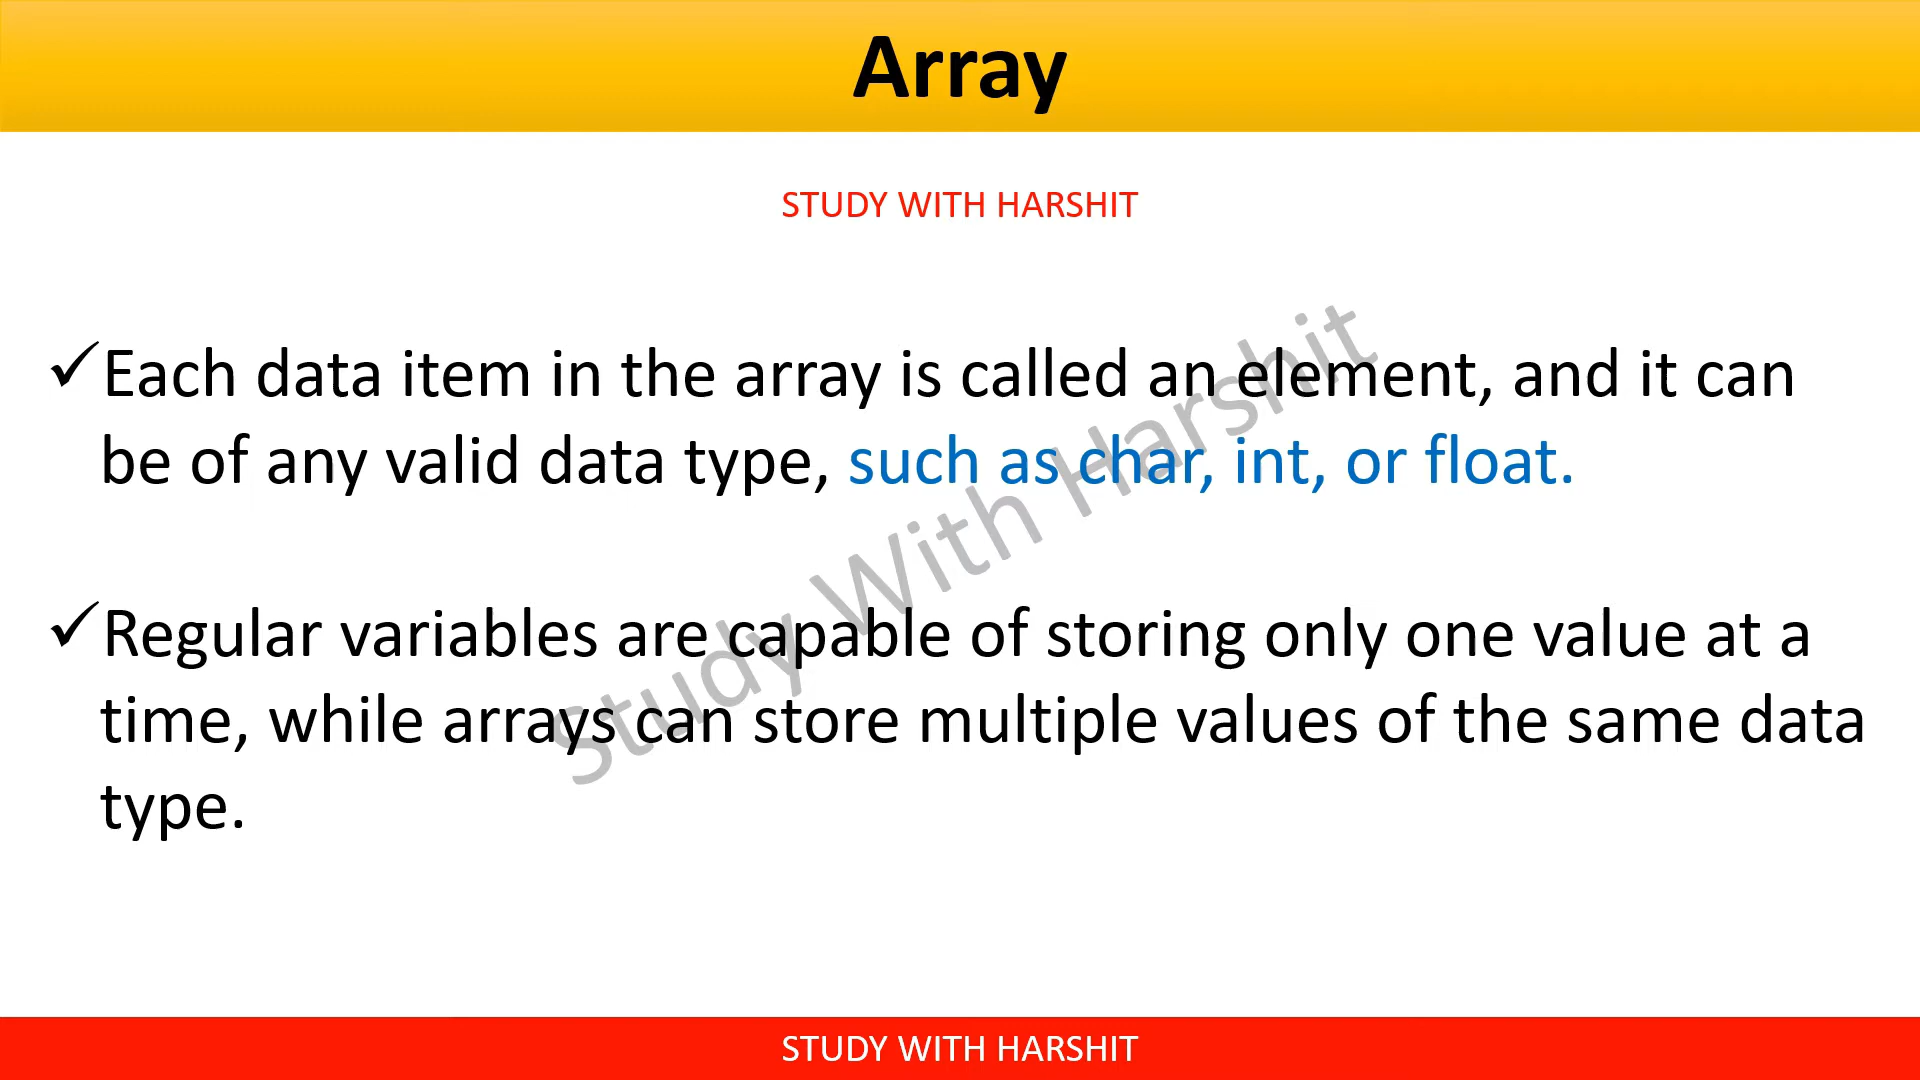 Array
STUDY WITH HARSHIT
✓Each data item in the array is called an element, and it can
be of any valid data type, such as char, int, or float.
✓Regular variables are capable of storing only one value at a
time, while arrays can store multiple values of the same data
type.
Study With Harshit
STUDY WITH HARSHIT